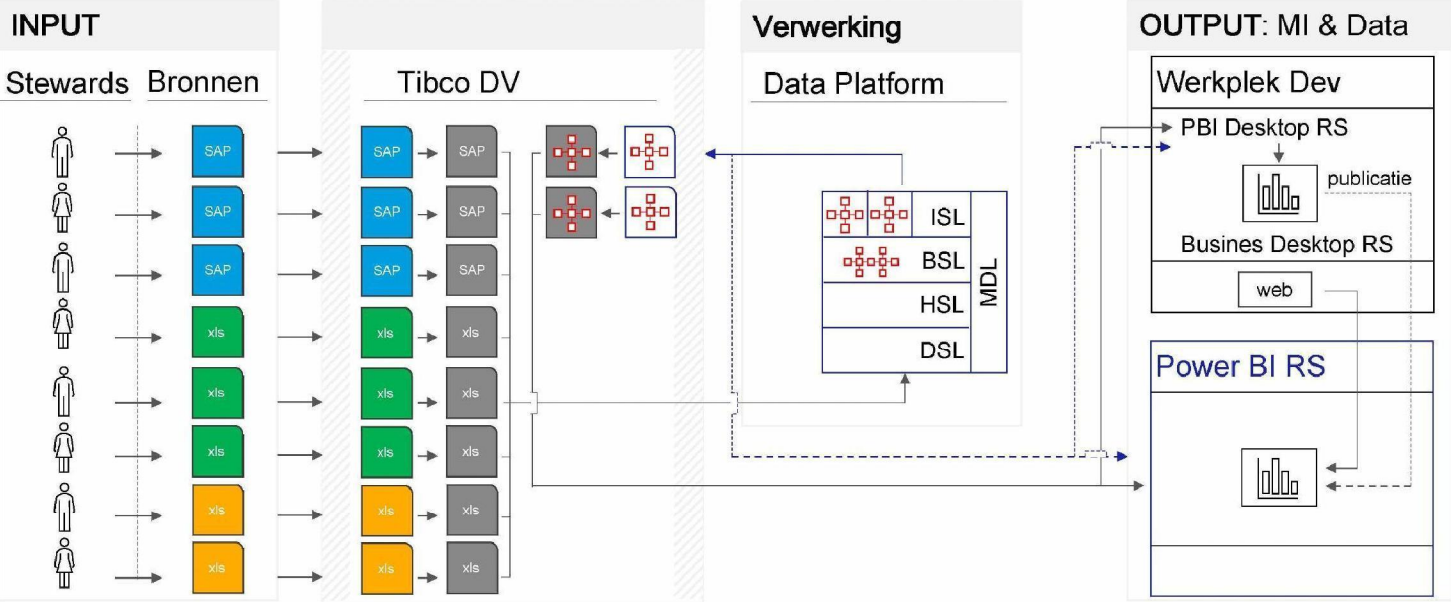 INPUT
Verwerking
OUTPUT: MI & Data
Stewards
Bronnen
Tibco DV
Data Platform
Werkplek Dev
SAP
SAP
SAP
xls
xls
xls
xls
xls
SAP
SAP
SAP
xls
xls
xls
xls
xls
SAP
SAP
SAP
xls
xls
xls
xls
xls
ISL
BSL
HSL
DSL
MDL
PBI Desktop RS
publicatie
Busines Desktop RS
web
Power BI RS